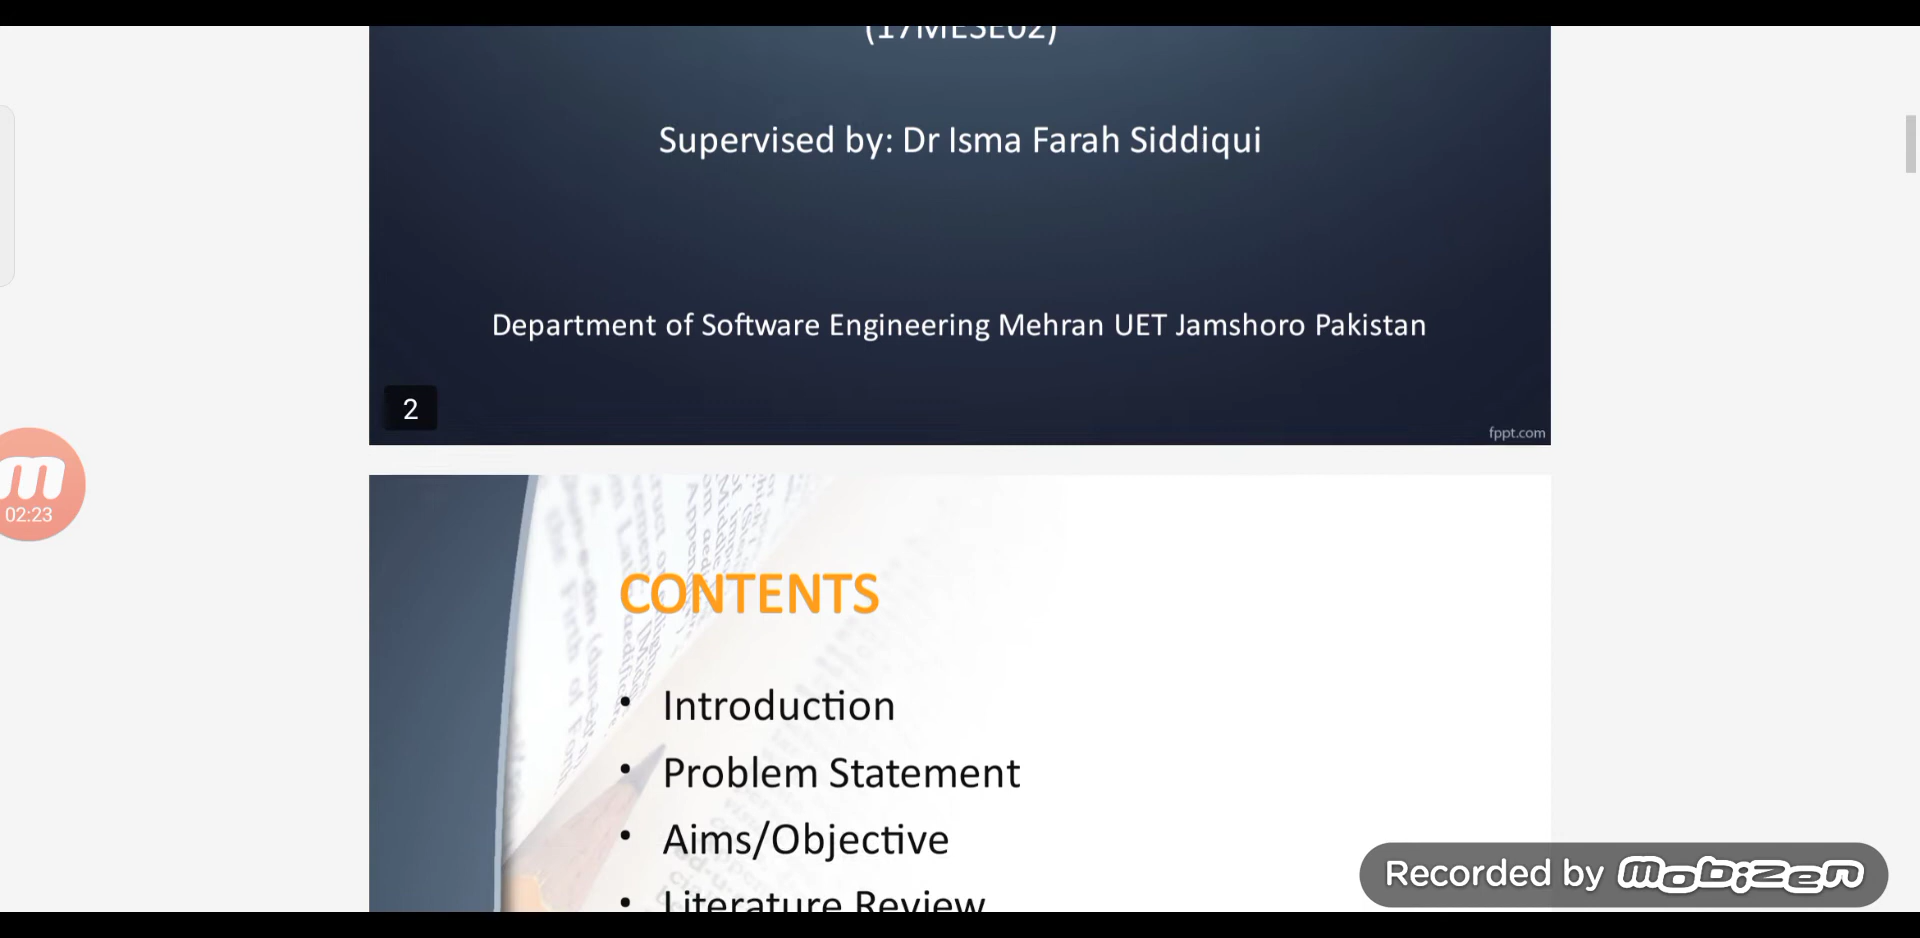 (17MESE02)
Supervised by: Dr Isma Farah Siddiqui
Department of Software Engineering Mehran UET Jamshoro Pakistan
2
fppt.com
02:23
CONTENTS
• Introduction
• Problem Statement
• Aims/Objective
• Literature Review
Recorded by mobizen